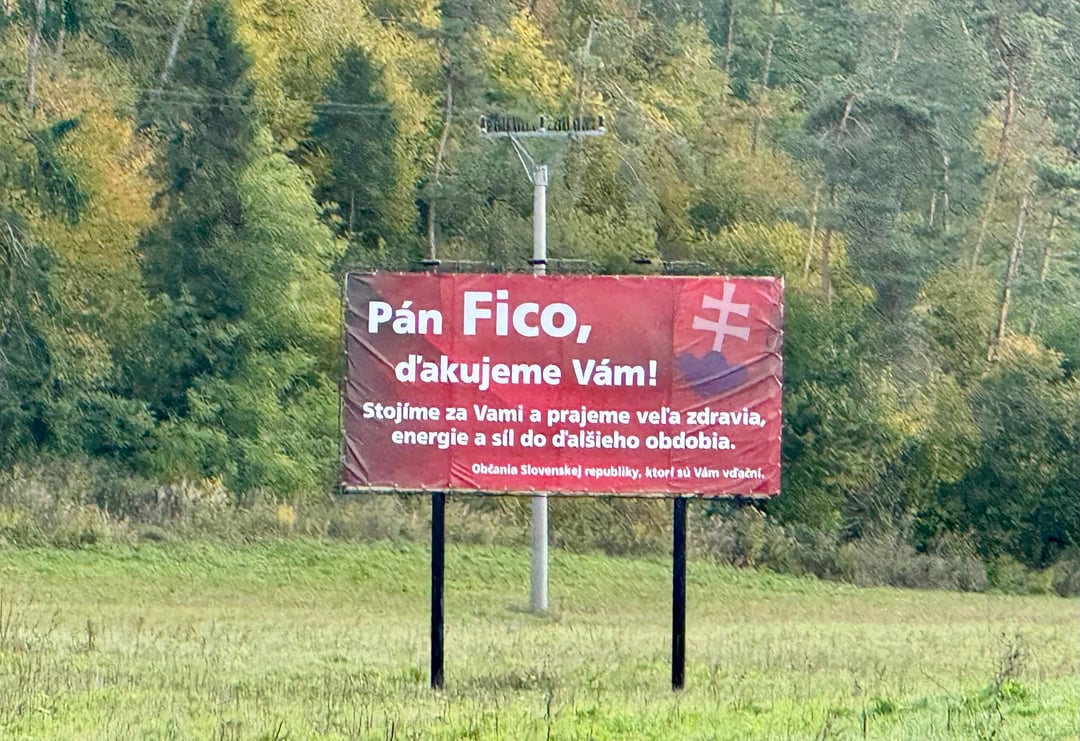 Pán Fico,
ďakujeme Vám!
Stojíme za Vami a prajeme veľa zdravia,
energie a síl do ďalšieho obdobia.
Občania Slovenskej republiky, ktorí sú Vám vďační.